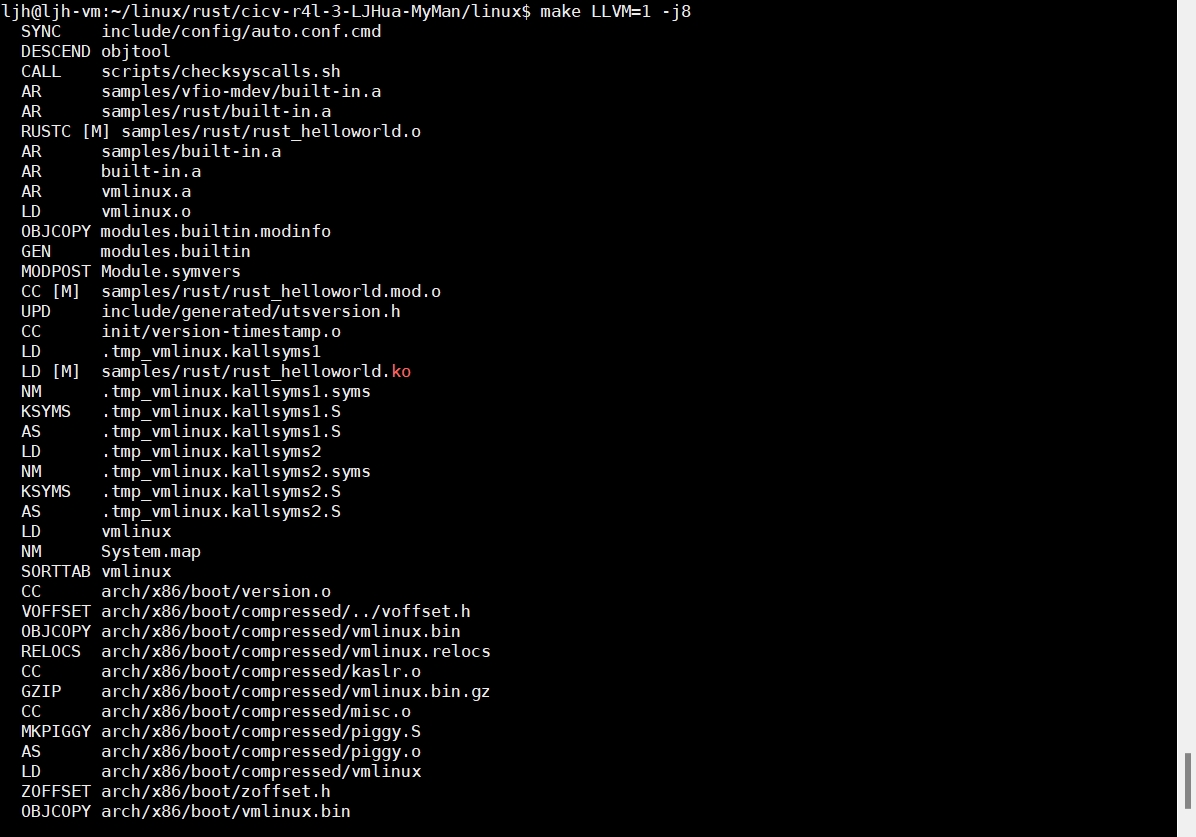 ljh@ljh-vm:~/linux/rust/cicv-r4l-3-LJHua-MyMan/linux$ make LLVM=1 -j8
  SYNC    include/config/auto.conf.cmd
  DESCEND objtool
  CALL    scripts/checksyscalls.sh
  AR      samples/vfio-mdev/built-in.a
  AR      samples/rust/built-in.a
  RUSTC [M] samples/rust/rust_helloworld.o
  AR      samples/built-in.a
  AR      built-in.a
  AR      vmlinux.a
  LD      vmlinux.o
  OBJCOPY modules.builtin.modinfo
  GEN     modules.builtin
  MODPOST Module.symvers
  CC [M]  samples/rust/rust_helloworld.mod.o
  UPD     include/generated/utsversion.h
  CC      init/version-timestamp.o
  LD      .tmp_vmlinux.kallsyms1
  LD [M]  samples/rust/rust_helloworld.ko
  NM      .tmp_vmlinux.kallsyms1.syms
  KSYMS   .tmp_vmlinux.kallsyms1.S
  AS      .tmp_vmlinux.kallsyms1.S
  LD      .tmp_vmlinux.kallsyms2
  NM      .tmp_vmlinux.kallsyms2.syms
  KSYMS   .tmp_vmlinux.kallsyms2.S
  AS      .tmp_vmlinux.kallsyms2.S
  LD      vmlinux
  NM      System.map
  SORTTAB vmlinux
  CC      arch/x86/boot/version.o
  VOFFSET arch/x86/boot/compressed/../voffset.h
  OBJCOPY arch/x86/boot/compressed/vmlinux.bin
  RELOCS  arch/x86/boot/compressed/vmlinux.relocs
  CC      arch/x86/boot/compressed/kaslr.o
  GZIP    arch/x86/boot/compressed/vmlinux.bin.gz
  CC      arch/x86/boot/compressed/misc.o
  MKPIGGY arch/x86/boot/compressed/piggy.S
  AS      arch/x86/boot/compressed/piggy.o
  LD      arch/x86/boot/compressed/vmlinux
  ZOFFSET arch/x86/boot/zoffset.h
  OBJCOPY arch/x86/boot/vmlinux.bin